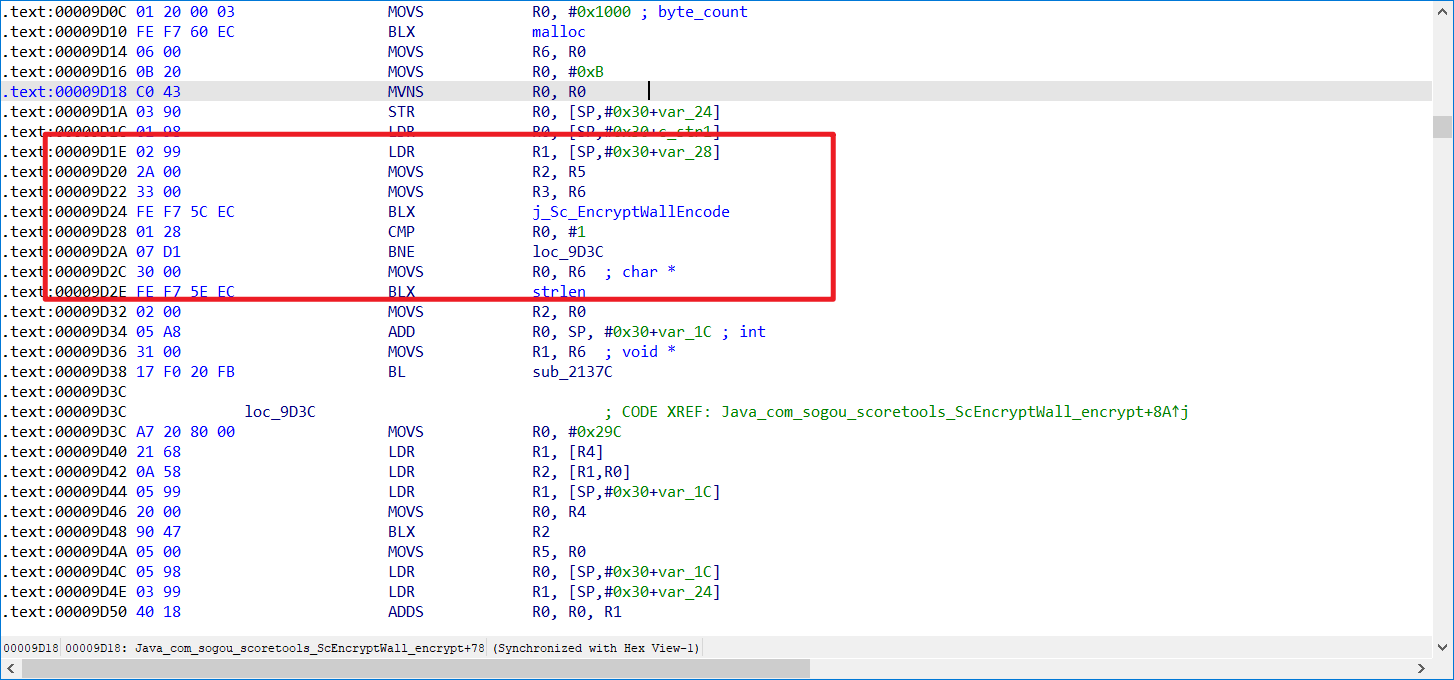 .text:00009D0C 01 20 00 03 MOVS R0, #0x1000 ; byte_count
.text:00009D10 FE F7 60 EC BLX malloc
.text:00009D14 06 00 MOVS R6, R0
.text:00009D16 0B 20 MOVS R0, #0xB
.text:00009D18 C0 43 MVNS R0, R0
.text:00009D1A 03 90 STR R0, [SP,#0x30+var_24]
.text:00009D1C 01 98 LDR R0, [SP,#0x30+c_str1]
.text:00009D1E 02 99 LDR R1, [SP,#0x30+var_28]
.text:00009D20 2A 00 MOVS R2, R5
.text:00009D22 33 00 MOVS R3, R6
.text:00009D24 FE F7 5C EC BLX j_Sc_EncryptWallEncode
.text:00009D28 01 28 CMP R0, #1
.text:00009D2A 07 D1 BNE loc_9D3C
.text:00009D2C 30 00 MOVS R0, R6 ; char *
.text:00009D2E FE F7 5E EC BLX strlen
.text:00009D32 02 00 MOVS R2, R0
.text:00009D34 05 A8 ADD R0, SP, #0x30+var_1C ; int
.text:00009D36 31 00 MOVS R1, R6 ; void *
.text:00009D38 17 F0 20 FB BL sub_2137C
.text:00009D3C
.text:00009D3C loc_9D3C ; CODE XREF: Java_com_sogou_scoretools_ScEncryptWall_encrypt+8A↑j
.text:00009D3C A7 20 80 00 MOVS R0, #0x29C
.text:00009D40 21 68 LDR R1, [R4]
.text:00009D42 0A 58 LDR R2, [R1,R0]
.text:00009D44 05 99 LDR R1, [SP,#0x30+var_1C]
.text:00009D46 20 00 MOVS R0, R4
.text:00009D48 90 47 BLX R2
.text:00009D4A 05 00 MOVS R5, R0
.text:00009D4C 05 98 LDR R0, [SP,#0x30+var_1C]
.text:00009D4E 03 99 LDR R1, [SP,#0x30+var_24]
.text:00009D50 40 18 ADDS R0, R0, R1
00009D18 00009D18: Java_com_sogou_scoretools_ScEncryptWall_encrypt+78 (Synchronized with Hex View-1)